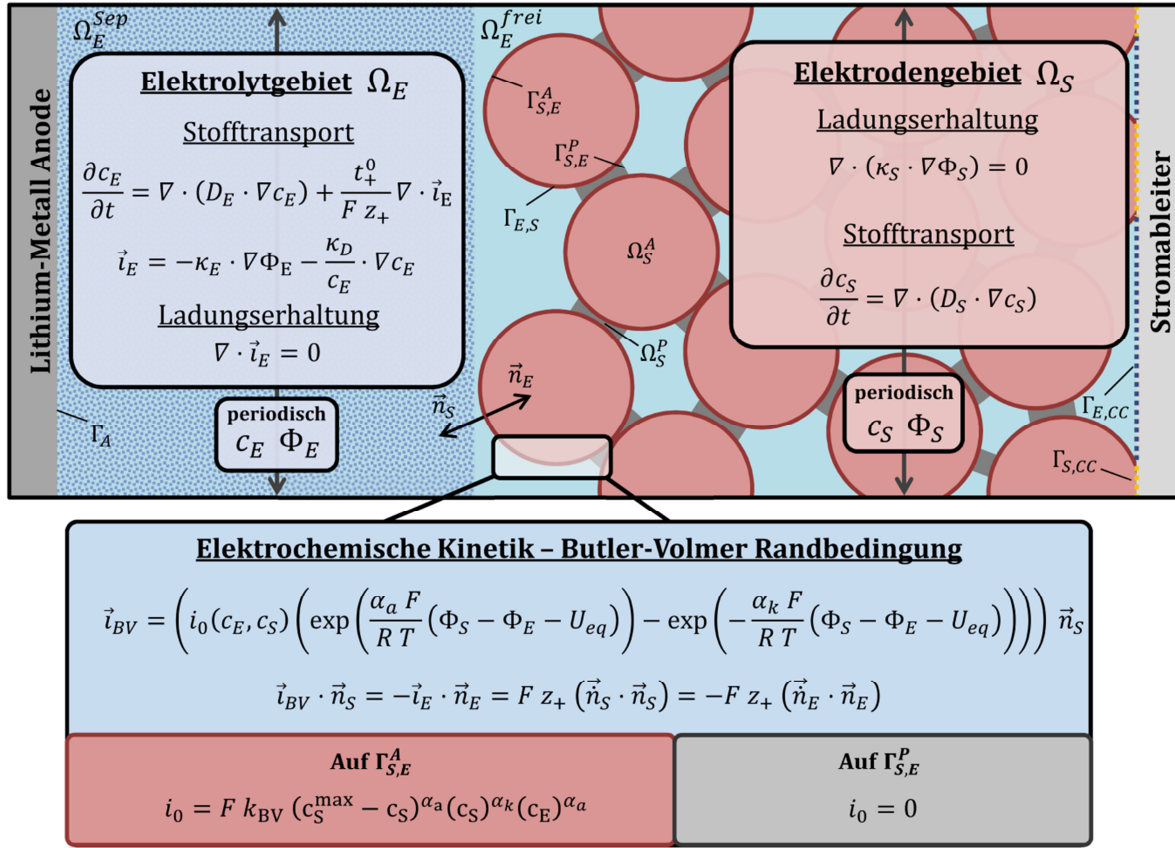 Lithium-Metall Anode
Ω_E^Sep
Elektrolytgebiet Ω_E
Stofftransport
∂c_E/∂t = ∇ · (D_E · ∇c_E) + t_+^0/(F z_+) ∇ · i⃗_E
i⃗_E = −κ_E · ∇Φ_E − κ_D/c_E · ∇c_E
Ladungserhaltung
∇ · i⃗_E = 0
periodisch
c_E Φ_E
Γ_A
Ω_E^frei
Γ_{S,E}^A
Γ_{S,E}^P
Γ_{E,S}
Ω_S^A
Ω_S^P
n⃗_E
n⃗_S
Elektrodengebiet Ω_S
Ladungserhaltung
∇ · (κ_S · ∇Φ_S) = 0
Stofftransport
∂c_S/∂t = ∇ · (D_S · ∇c_S)
periodisch
c_S Φ_S
Γ_{E,CC}
Γ_{S,CC}
Stromableiter
Elektrochemische Kinetik – Butler-Volmer Randbedingung
i⃗_BV = (i_0(c_E, c_S) (exp(α_a F/(R T) (Φ_S − Φ_E − U_eq)) − exp(−α_k F/(R T) (Φ_S − Φ_E − U_eq)))) n⃗_S
i⃗_BV · n⃗_S = −i⃗_E · n⃗_E = F z_+ (ṅ⃗_S · n⃗_S) = −F z_+ (ṅ⃗_E · n⃗_E)
Auf Γ_{S,E}^A
i_0 = F k_BV (c_S^max − c_S)^{α_a} (c_S)^{α_k} (c_E)^{α_a}
Auf Γ_{S,E}^P
i_0 = 0